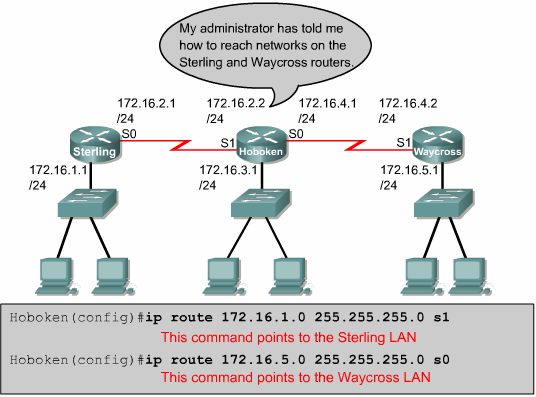 My administrator has told me
how to reach networks on the
Sterling and Waycross routers.
172.16.2.1
/24
172.16.2.2
/24
172.16.4.1
/24
172.16.4.2
/24
S0
S1
S0
S1
Sterling
Hoboken
Waycross
172.16.1.1
/24
172.16.3.1
/24
172.16.5.1
/24
Hoboken(config)#ip route 172.16.1.0 255.255.255.0 s1
This command points to the Sterling LAN
Hoboken(config)#ip route 172.16.5.0 255.255.255.0 s0
This command points to the Waycross LAN